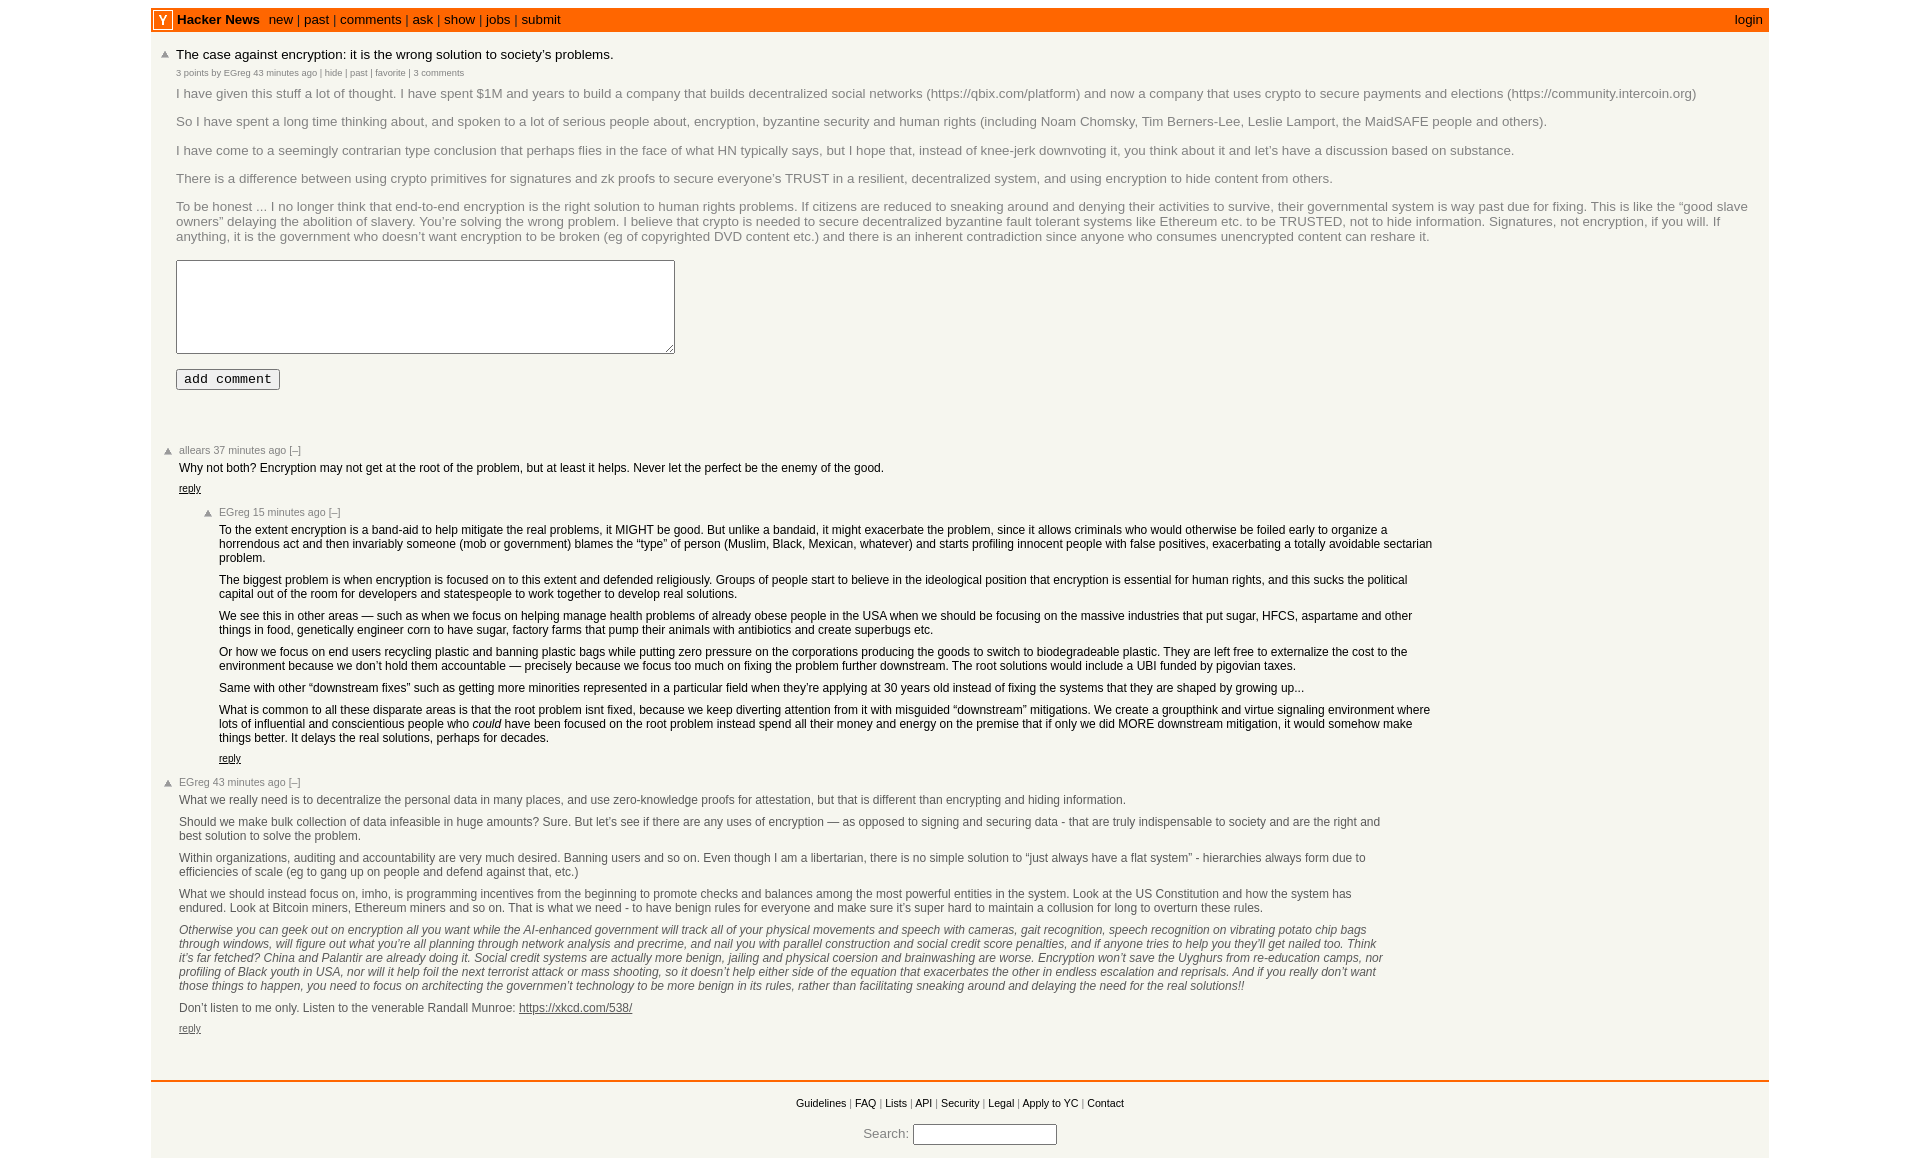 Y Hacker News new | past | comments | ask | show | jobs | submit login
The case against encryption: it is the wrong solution to society’s problems.
3 points by EGreg 43 minutes ago | hide | past | favorite | 3 comments
I have given this stuff a lot of thought. I have spent $1M and years to build a company that builds decentralized social networks (https://qbix.com/platform) and now a company that uses crypto to secure payments and elections (https://community.intercoin.org)
So I have spent a long time thinking about, and spoken to a lot of serious people about, encryption, byzantine security and human rights (including Noam Chomsky, Tim Berners-Lee, Leslie Lamport, the MaidSAFE people and others).
I have come to a seemingly contrarian type conclusion that perhaps flies in the face of what HN typically says, but I hope that, instead of knee-jerk downvoting it, you think about it and let’s have a discussion based on substance.
There is a difference between using crypto primitives for signatures and zk proofs to secure everyone’s TRUST in a resilient, decentralized system, and using encryption to hide content from others.
To be honest ... I no longer think that end-to-end encryption is the right solution to human rights problems. If citizens are reduced to sneaking around and denying their activities to survive, their governmental system is way past due for fixing. This is like the “good slave
owners” delaying the abolition of slavery. You’re solving the wrong problem. I believe that crypto is needed to secure decentralized byzantine fault tolerant systems like Ethereum etc. to be TRUSTED, not to hide information. Signatures, not encryption, if you will. If
anything, it is the government who doesn’t want encryption to be broken (eg of copyrighted DVD content etc.) and there is an inherent contradiction since anyone who consumes unencrypted content can reshare it.
add comment
allears 37 minutes ago [–]
Why not both? Encryption may not get at the root of the problem, but at least it helps. Never let the perfect be the enemy of the good.
reply
EGreg 15 minutes ago [–]
To the extent encryption is a band-aid to help mitigate the real problems, it MIGHT be good. But unlike a bandaid, it might exacerbate the problem, since it allows criminals who would otherwise be foiled early to organize a
horrendous act and then invariably someone (mob or government) blames the “type” of person (Muslim, Black, Mexican, whatever) and starts profiling innocent people with false positives, exacerbating a totally avoidable sectarian
problem.
The biggest problem is when encryption is focused on to this extent and defended religiously. Groups of people start to believe in the ideological position that encryption is essential for human rights, and this sucks the political
capital out of the room for developers and statespeople to work together to develop real solutions.
We see this in other areas — such as when we focus on helping manage health problems of already obese people in the USA when we should be focusing on the massive industries that put sugar, HFCS, aspartame and other
things in food, genetically engineer corn to have sugar, factory farms that pump their animals with antibiotics and create superbugs etc.
Or how we focus on end users recycling plastic and banning plastic bags while putting zero pressure on the corporations producing the goods to switch to biodegradeable plastic. They are left free to externalize the cost to the
environment because we don’t hold them accountable — precisely because we focus too much on fixing the problem further downstream. The root solutions would include a UBI funded by pigovian taxes.
Same with other “downstream fixes” such as getting more minorities represented in a particular field when they’re applying at 30 years old instead of fixing the systems that they are shaped by growing up...
What is common to all these disparate areas is that the root problem isnt fixed, because we keep diverting attention from it with misguided “downstream” mitigations. We create a groupthink and virtue signaling environment where
lots of influential and conscientious people who could have been focused on the root problem instead spend all their money and energy on the premise that if only we did MORE downstream mitigation, it would somehow make
things better. It delays the real solutions, perhaps for decades.
reply
EGreg 43 minutes ago [–]
What we really need is to decentralize the personal data in many places, and use zero-knowledge proofs for attestation, but that is different than encrypting and hiding information.
Should we make bulk collection of data infeasible in huge amounts? Sure. But let’s see if there are any uses of encryption — as opposed to signing and securing data - that are truly indispensable to society and are the right and
best solution to solve the problem.
Within organizations, auditing and accountability are very much desired. Banning users and so on. Even though I am a libertarian, there is no simple solution to “just always have a flat system” - hierarchies always form due to
efficiencies of scale (eg to gang up on people and defend against that, etc.)
What we should instead focus on, imho, is programming incentives from the beginning to promote checks and balances among the most powerful entities in the system. Look at the US Constitution and how the system has
endured. Look at Bitcoin miners, Ethereum miners and so on. That is what we need - to have benign rules for everyone and make sure it’s super hard to maintain a collusion for long to overturn these rules.
Otherwise you can geek out on encryption all you want while the AI-enhanced government will track all of your physical movements and speech with cameras, gait recognition, speech recognition on vibrating potato chip bags
through windows, will figure out what you’re all planning through network analysis and precrime, and nail you with parallel construction and social credit score penalties, and if anyone tries to help you they’ll get nailed too. Think
it’s far fetched? China and Palantir are already doing it. Social credit systems are actually more benign, jailing and physical coersion and brainwashing are worse. Encryption won’t save the Uyghurs from re-education camps, nor
profiling of Black youth in USA, nor will it help foil the next terrorist attack or mass shooting, so it doesn’t help either side of the equation that exacerbates the other in endless escalation and reprisals. And if you really don’t want
those things to happen, you need to focus on architecting the governmen’t technology to be more benign in its rules, rather than facilitating sneaking around and delaying the need for the real solutions!!
Don’t listen to me only. Listen to the venerable Randall Munroe: https://xkcd.com/538/
reply
Guidelines | FAQ | Lists | API | Security | Legal | Apply to YC | Contact
Search: